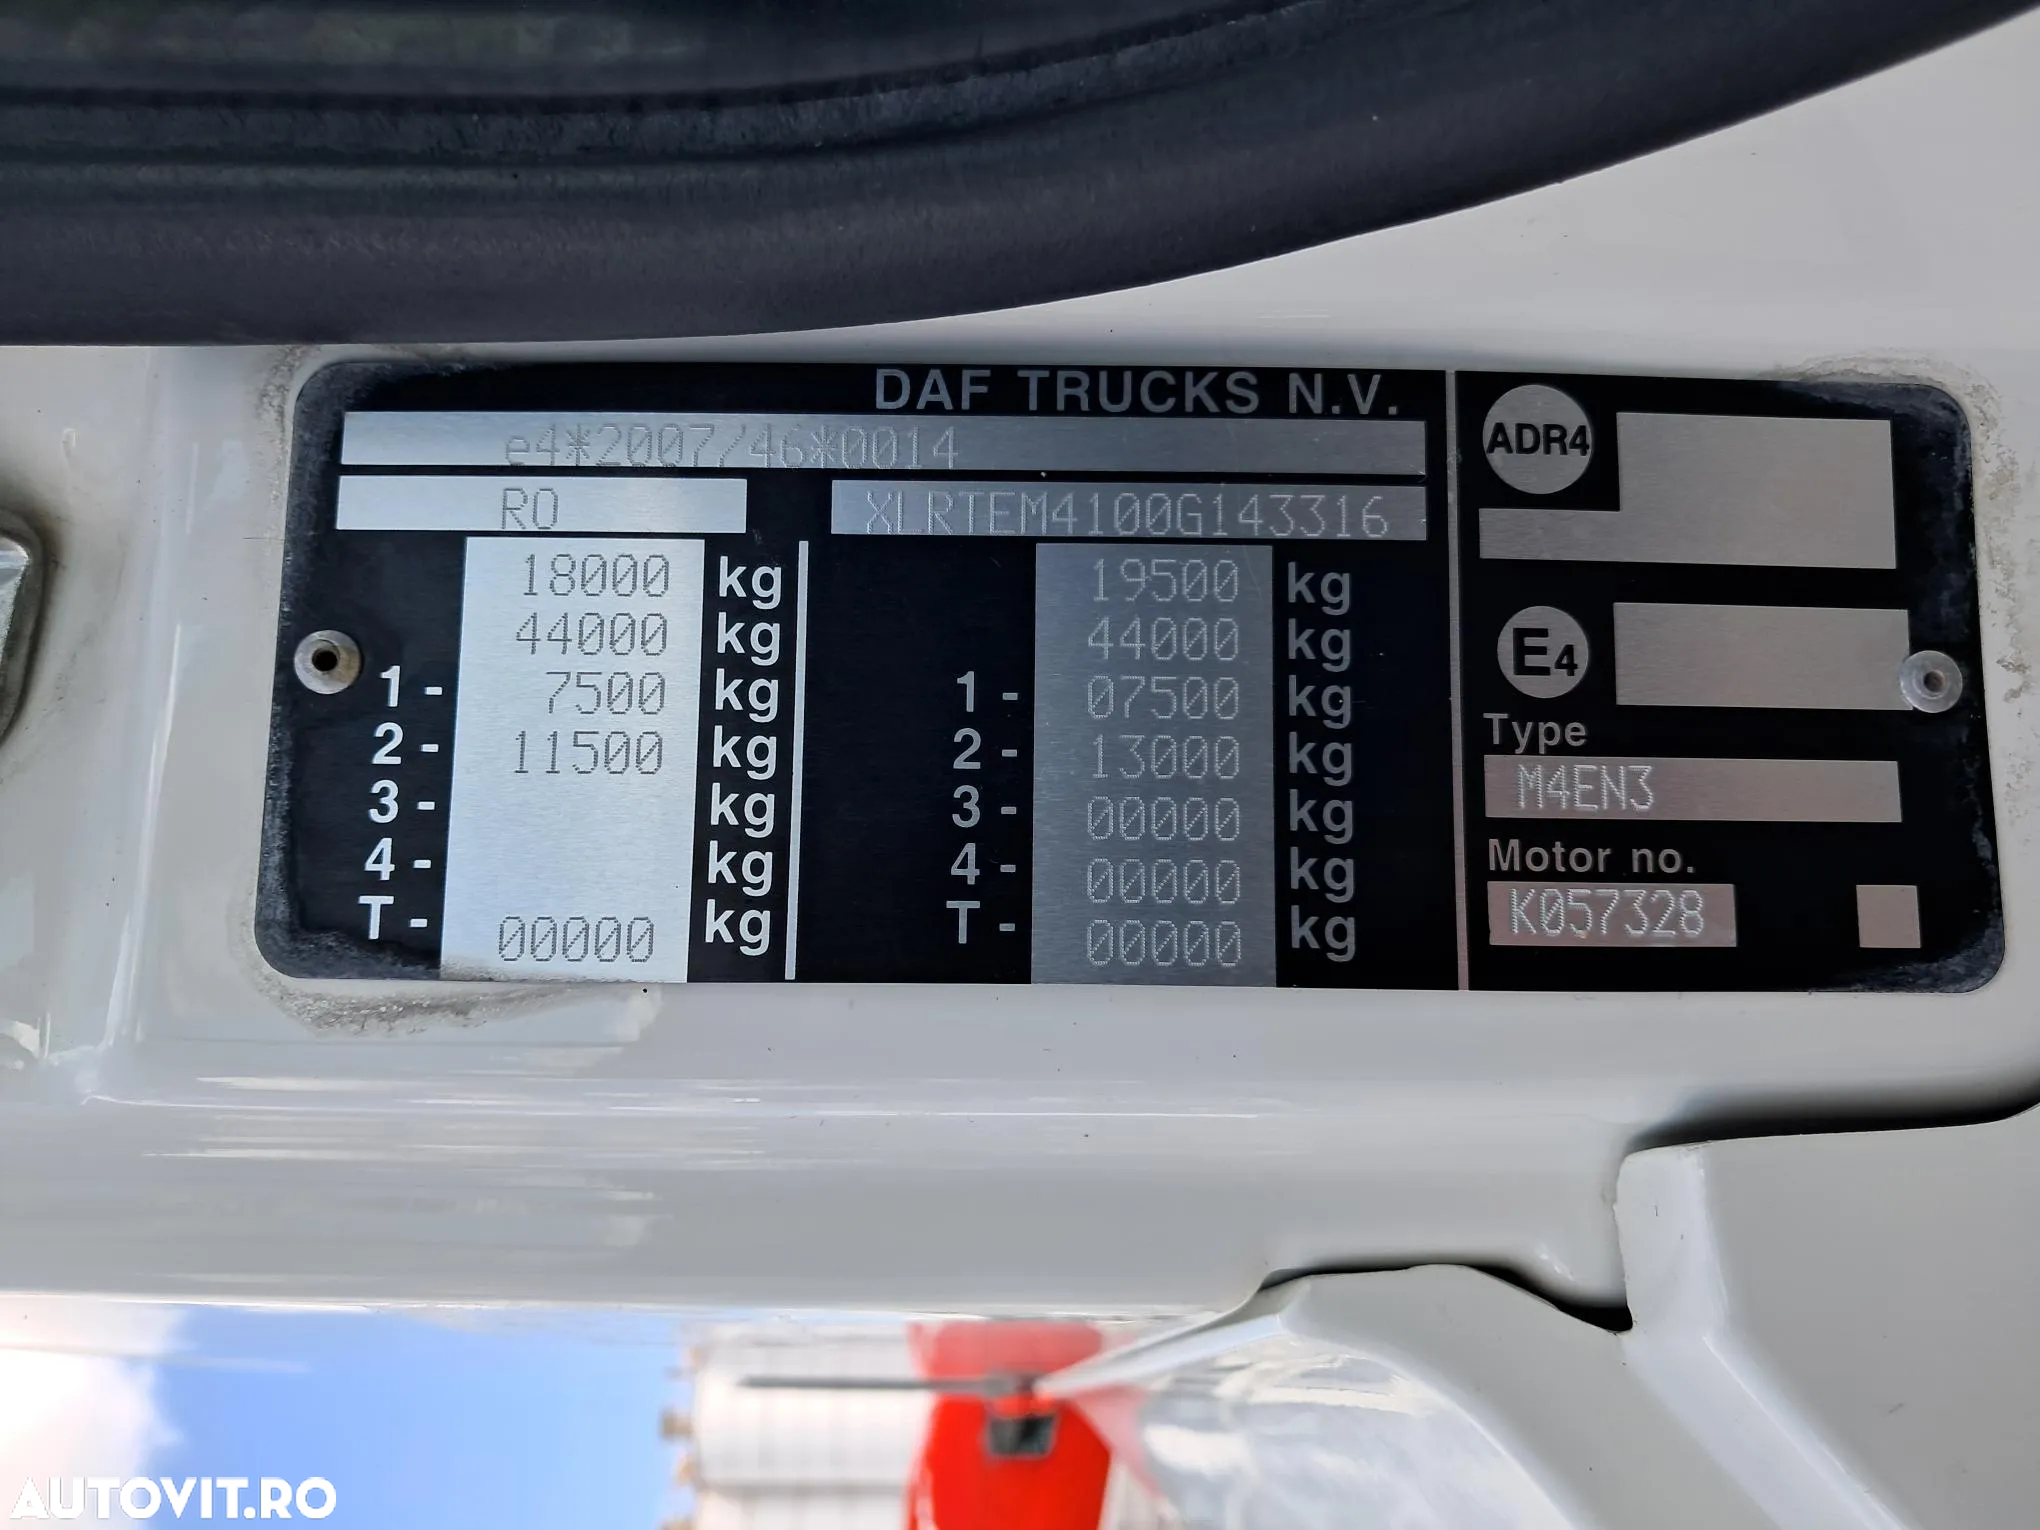 DAF TRUCKS N.V.
e4*2007/46*0014
RO XLRTEM4100G143316
18000 kg 19500 kg
44000 kg 44000 kg
1- 7500 kg 1- 07500 kg
2- 11500 kg 2- 13000 kg
3- kg 3- 00000 kg
4- kg 4- 00000 kg
T- 00000 kg T- 00000 kg
ADR4
E4
Type
M4EN3
Motor no.
K057328
AUTOVIT.RO